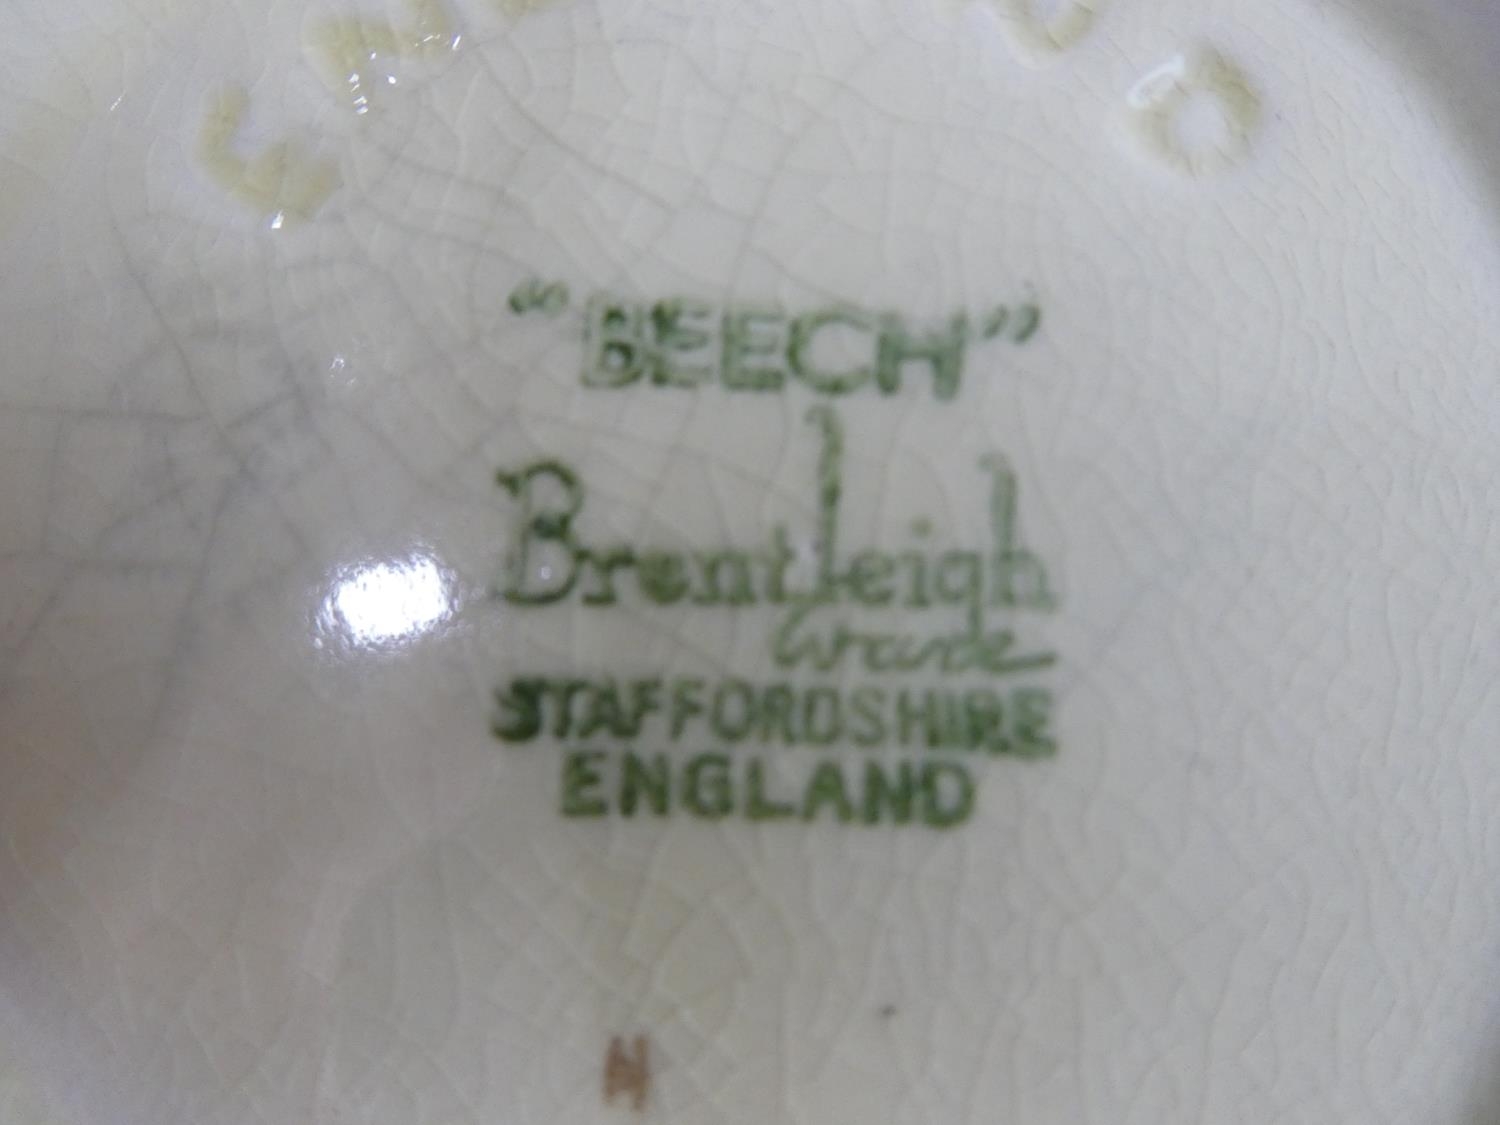 "BEECH"
Brentleigh
Ware
STAFFORDSHIRE
ENGLAND
N